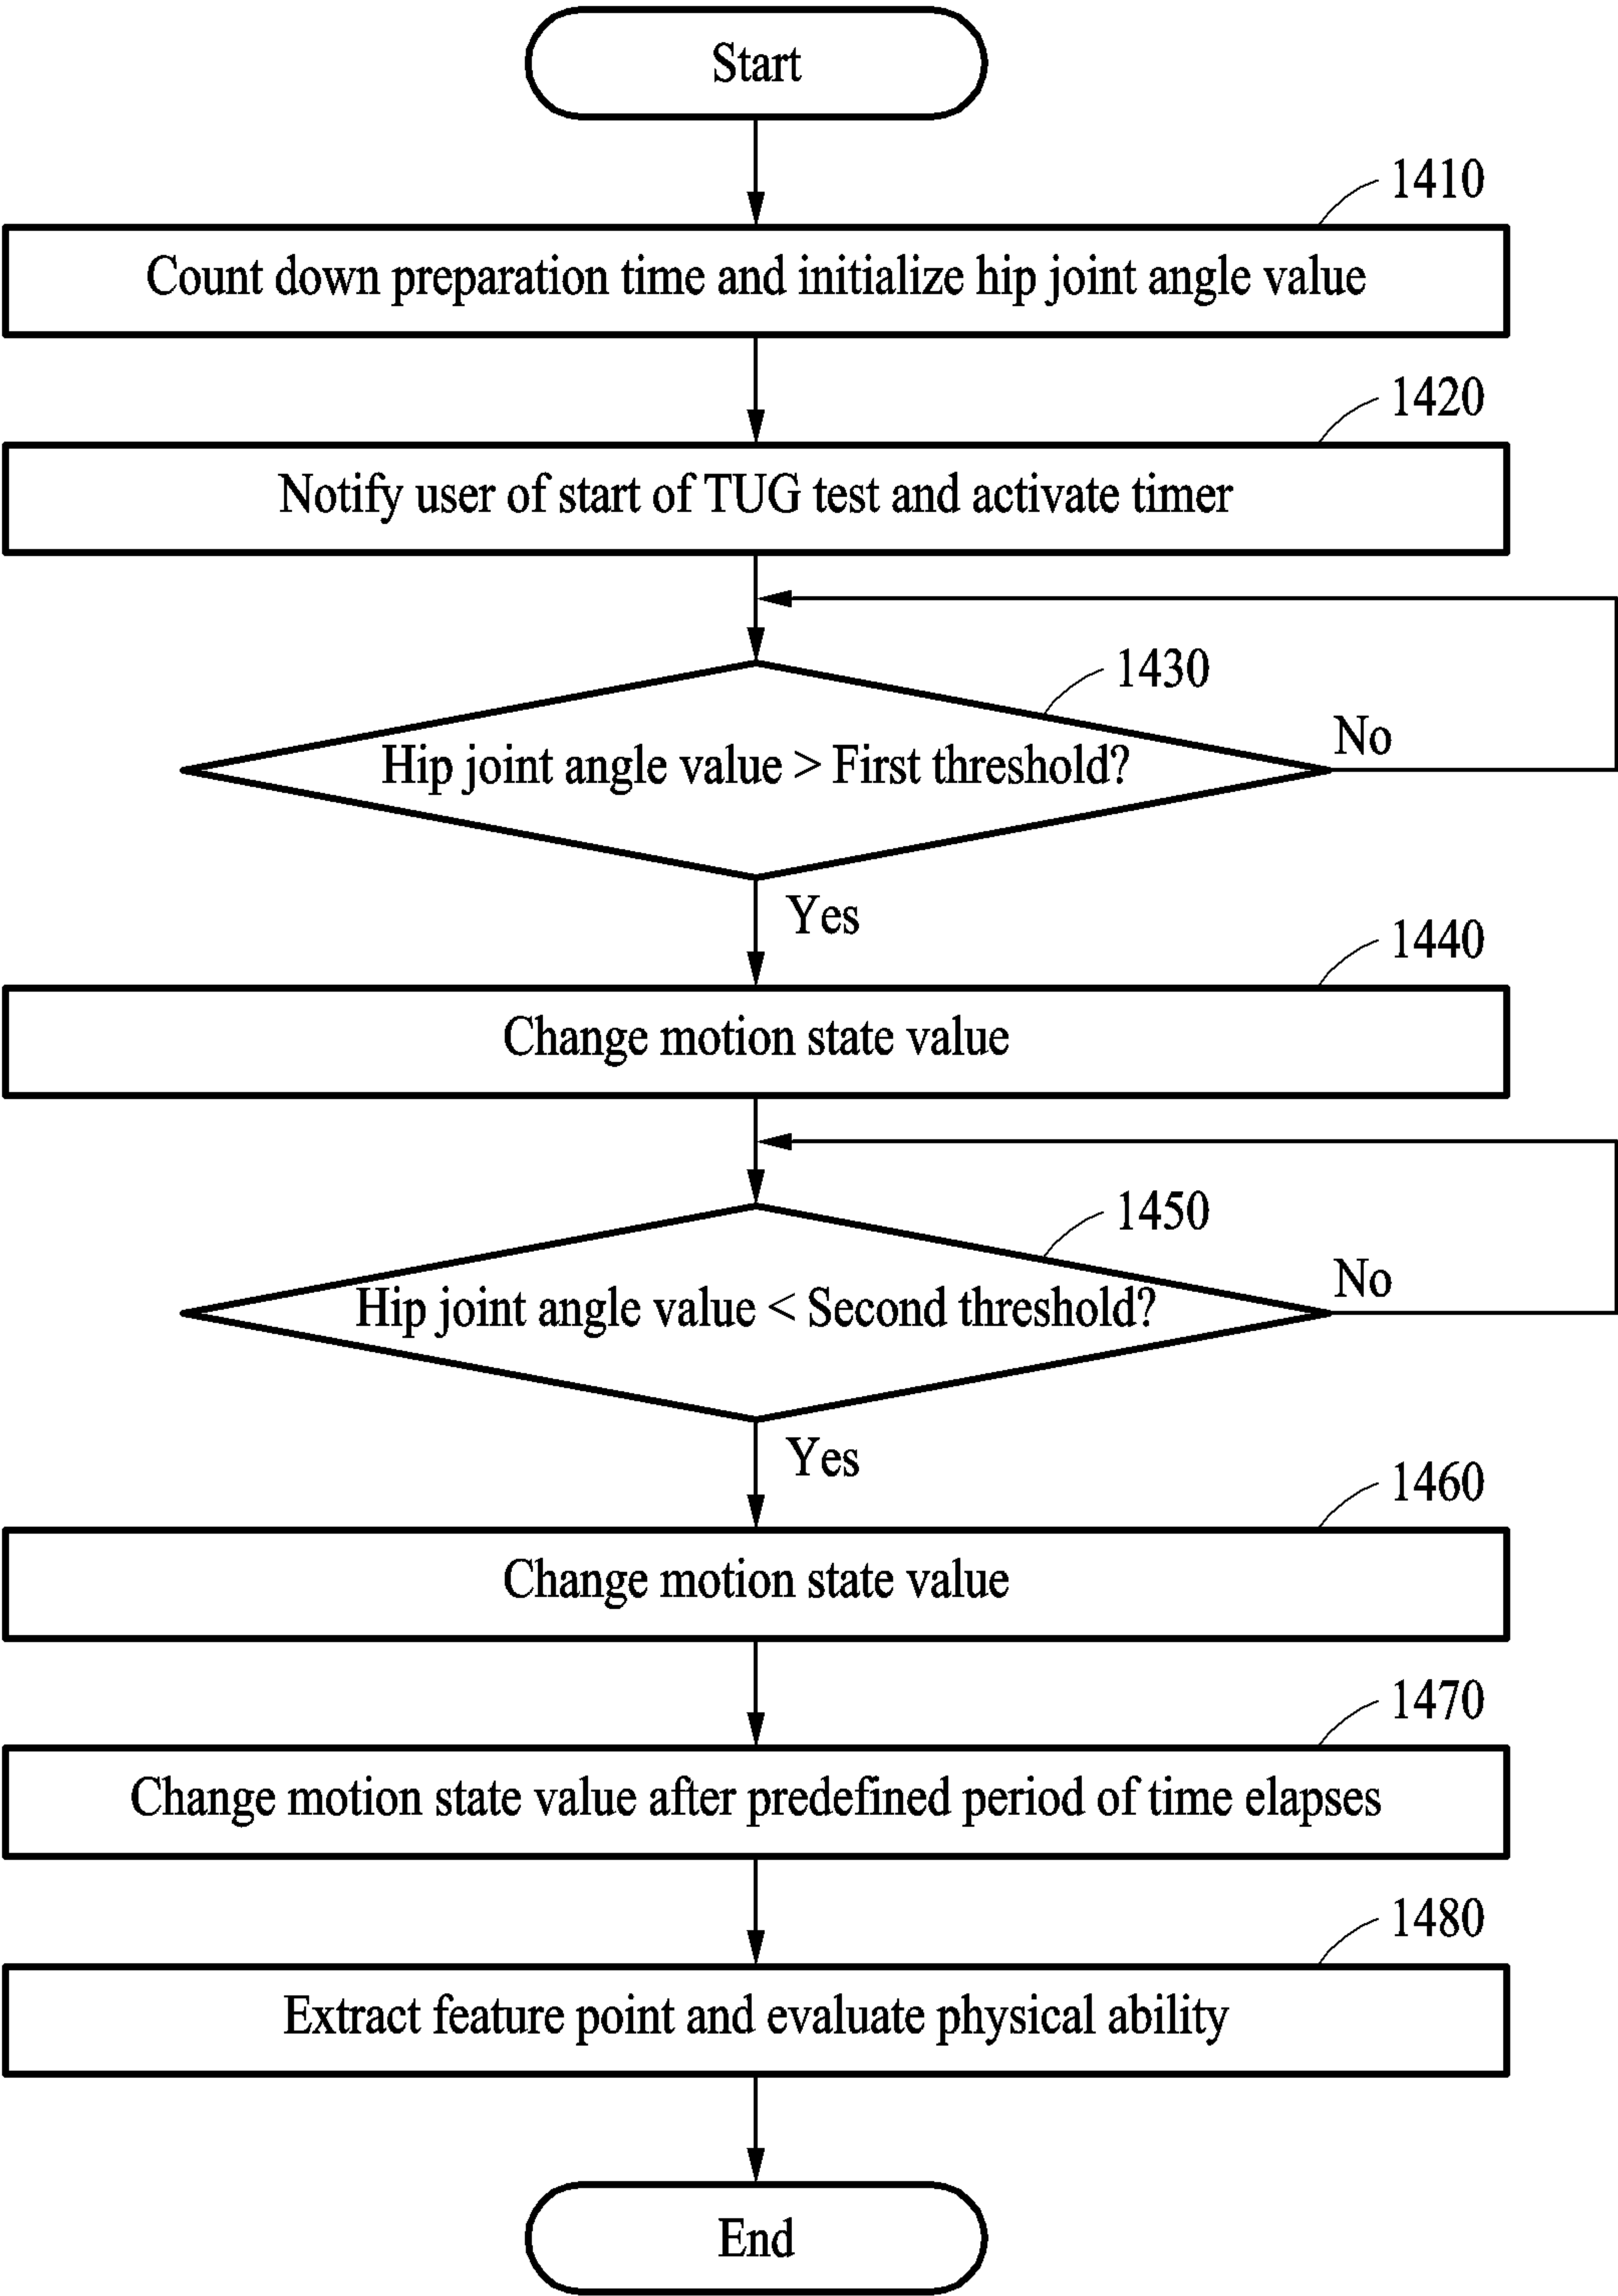 Start
1410
Count down preparation time and initialize hip joint angle value
1420
Notify user of start of TUG test and activate timer
1430
Hip joint angle value > First threshold?
No
Yes
1440
Change motion state value
1450
Hip joint angle value < Second threshold?
No
Yes
1460
Change motion state value
1470
Change motion state value after predefined period of time elapses
1480
Extract feature point and evaluate physical ability
End